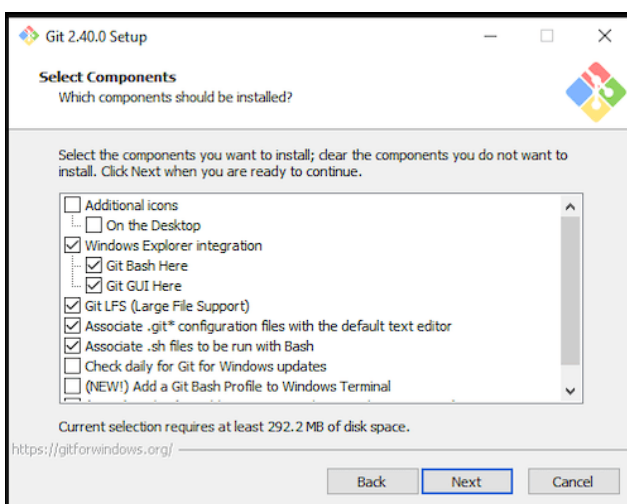 Git 2.40.0 Setup
Select Components
Which components should be installed?
Select the components you want to install; clear the components you do not want to
install. Click Next when you are ready to continue.
Additional icons
On the Desktop
Windows Explorer integration
Git Bash Here
Git GUI Here
Git LFS (Large File Support)
Associate .git* configuration files with the default text editor
Associate .sh files to be run with Bash
Check daily for Git for Windows updates
(NEW!) Add a Git Bash Profile to Windows Terminal
Current selection requires at least 292.2 MB of disk space.
https://gitforwindows.org/
Back Next Cancel